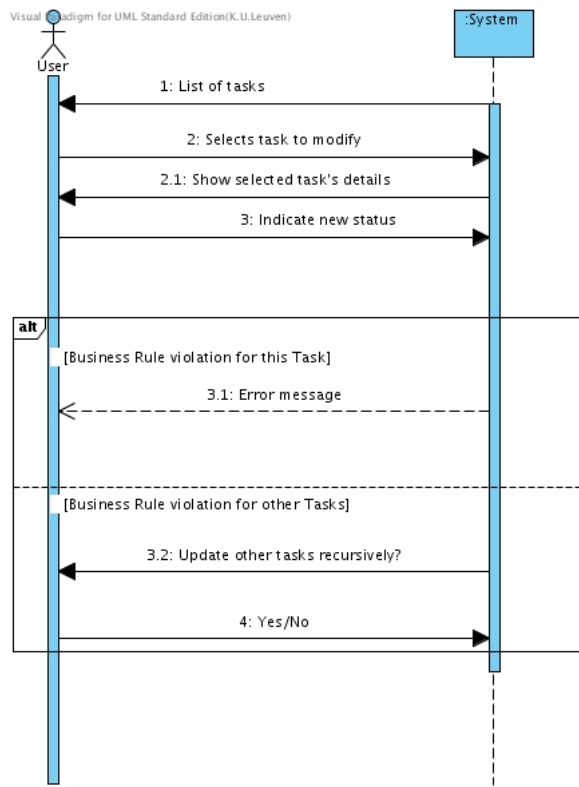 Visual Paradigm for UML Standard Edition(K.U.Leuven)
:System
User
1: List of tasks
2: Selects task to modify
2.1: Show selected task's details
3: Indicate new status
alt
[Business Rule violation for this Task]
3.1: Error message
[Business Rule violation for other Tasks]
3.2: Update other tasks recursively?
4: Yes/No